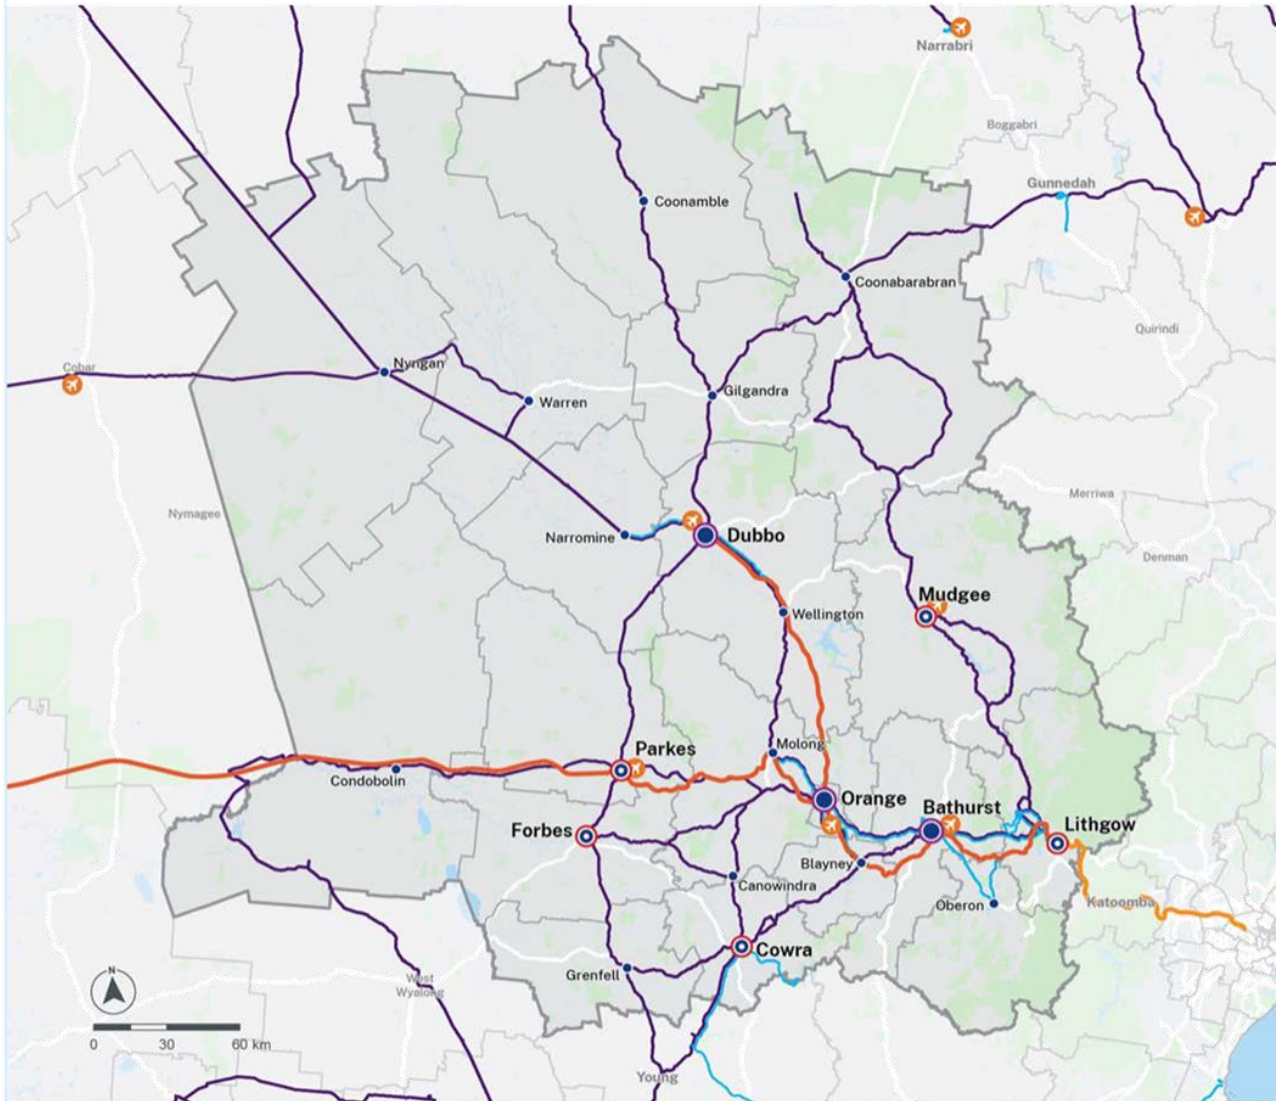 Narrabri
Boggabri
Gunnedah
Coonamble
Coonabarabran
Quirindi
Cobar
Nyngan
Gilgandra
Warren
Merriwa
Nymagee
Narromine
Dubbo
Denman
Mudgee
Wellington
Parkes
Molong
Condobolin
Orange
Bathurst
Forbes
Lithgow
Blayney
Canowindra
Oberon
Katoomba
Cowra
Grenfell
N
West
Wyalong
0 30 60 km
Young